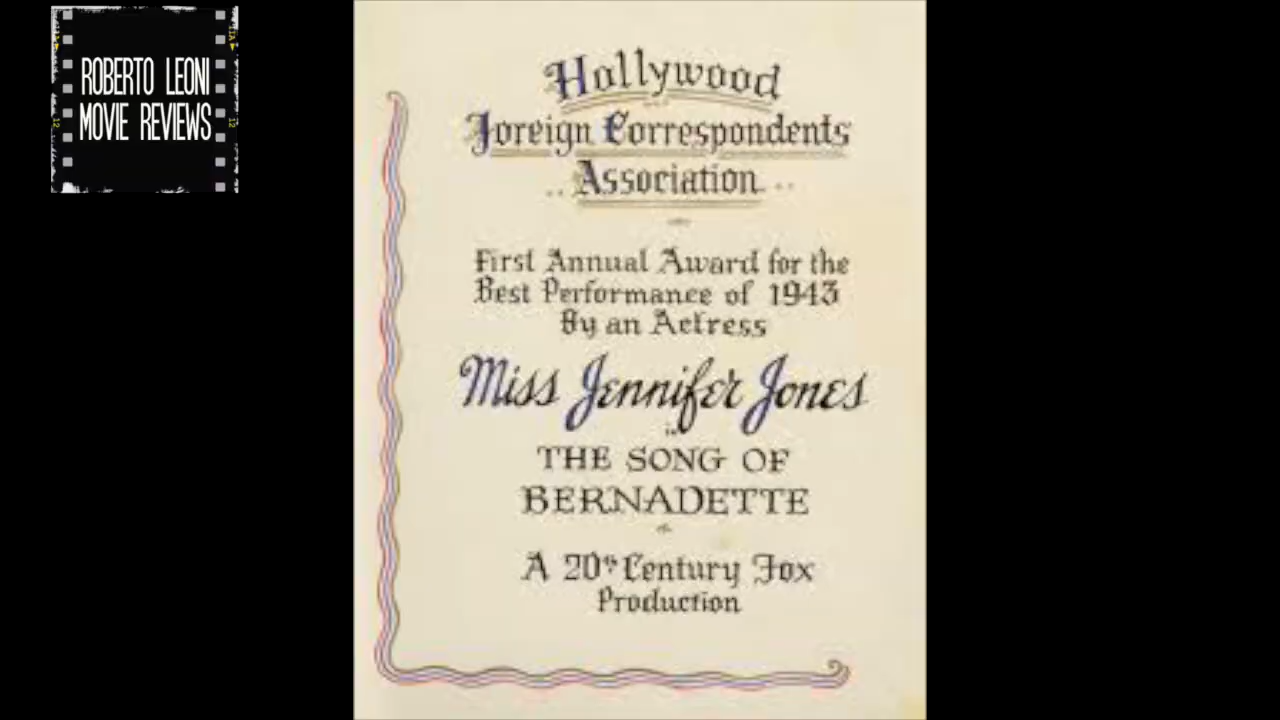 ROBERTO LEONI
MOVIE REVIEWS
Hollywood
Foreign Correspondents
Association
First Annual Award for the
Best Performance of 1943
By an Actress
Miss Jennifer Jones
in
THE SONG OF
BERNADETTE
A 20th Century Fox
Production